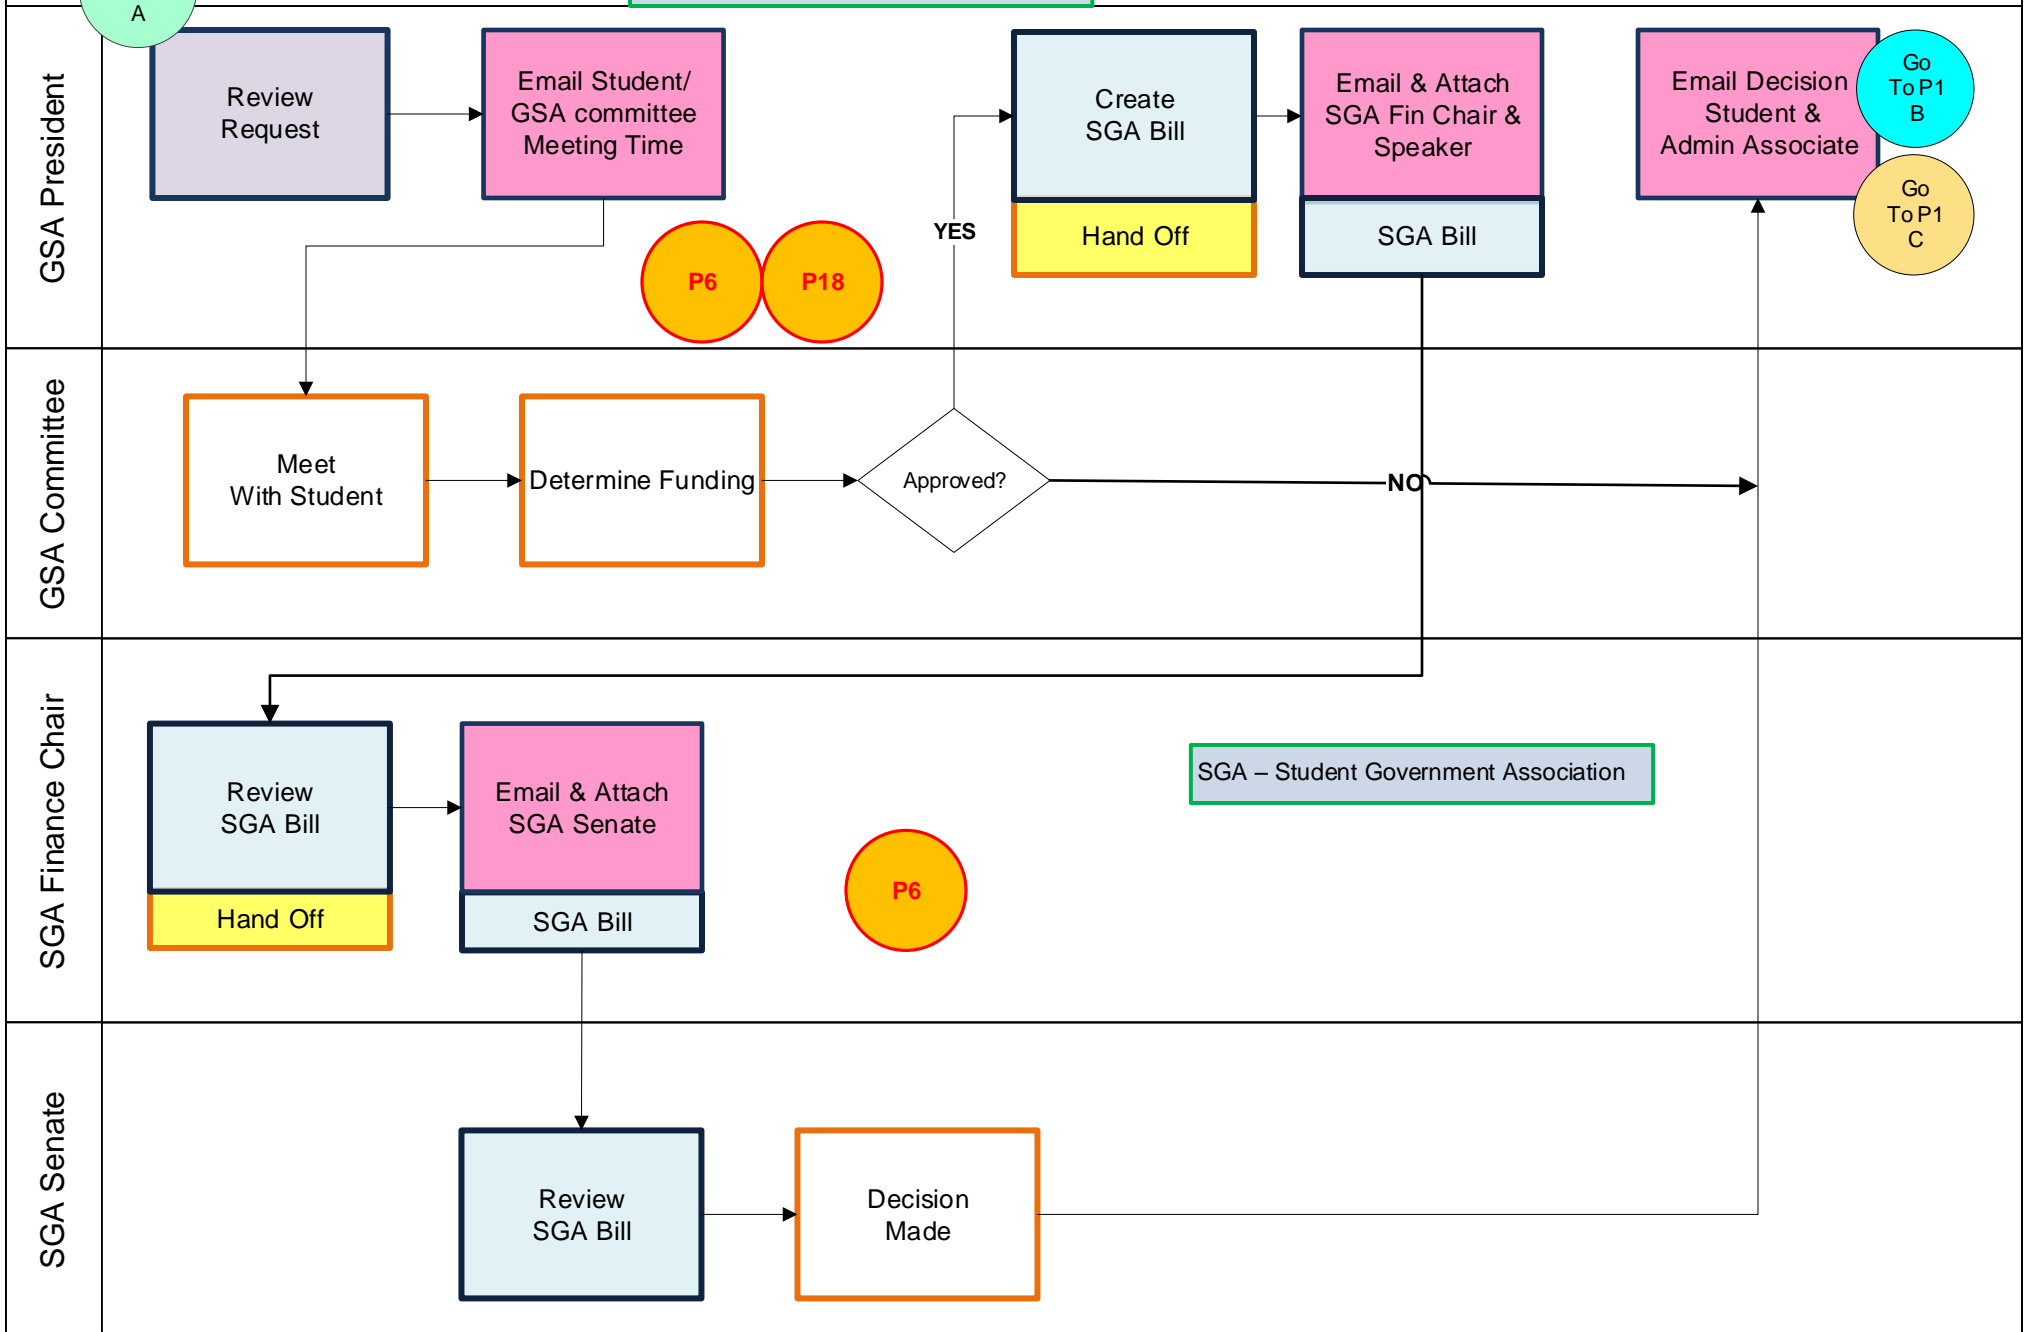 A
GSA President
Review
Request
Email Student/
GSA committee
Meeting Time
Create
SGA Bill
Hand Off
Email & Attach
SGA Fin Chair &
Speaker
SGA Bill
Email Decision
Student &
Admin Associate
Go
To P1
B
Go
To P1
C
P6
P18
YES
GSA Committee
Meet
With Student
Determine Funding
Approved?
NO
SGA Finance Chair
Review
SGA Bill
Hand Off
Email & Attach
SGA Senate
SGA Bill
P6
SGA – Student Government Association
SGA Senate
Review
SGA Bill
Decision
Made